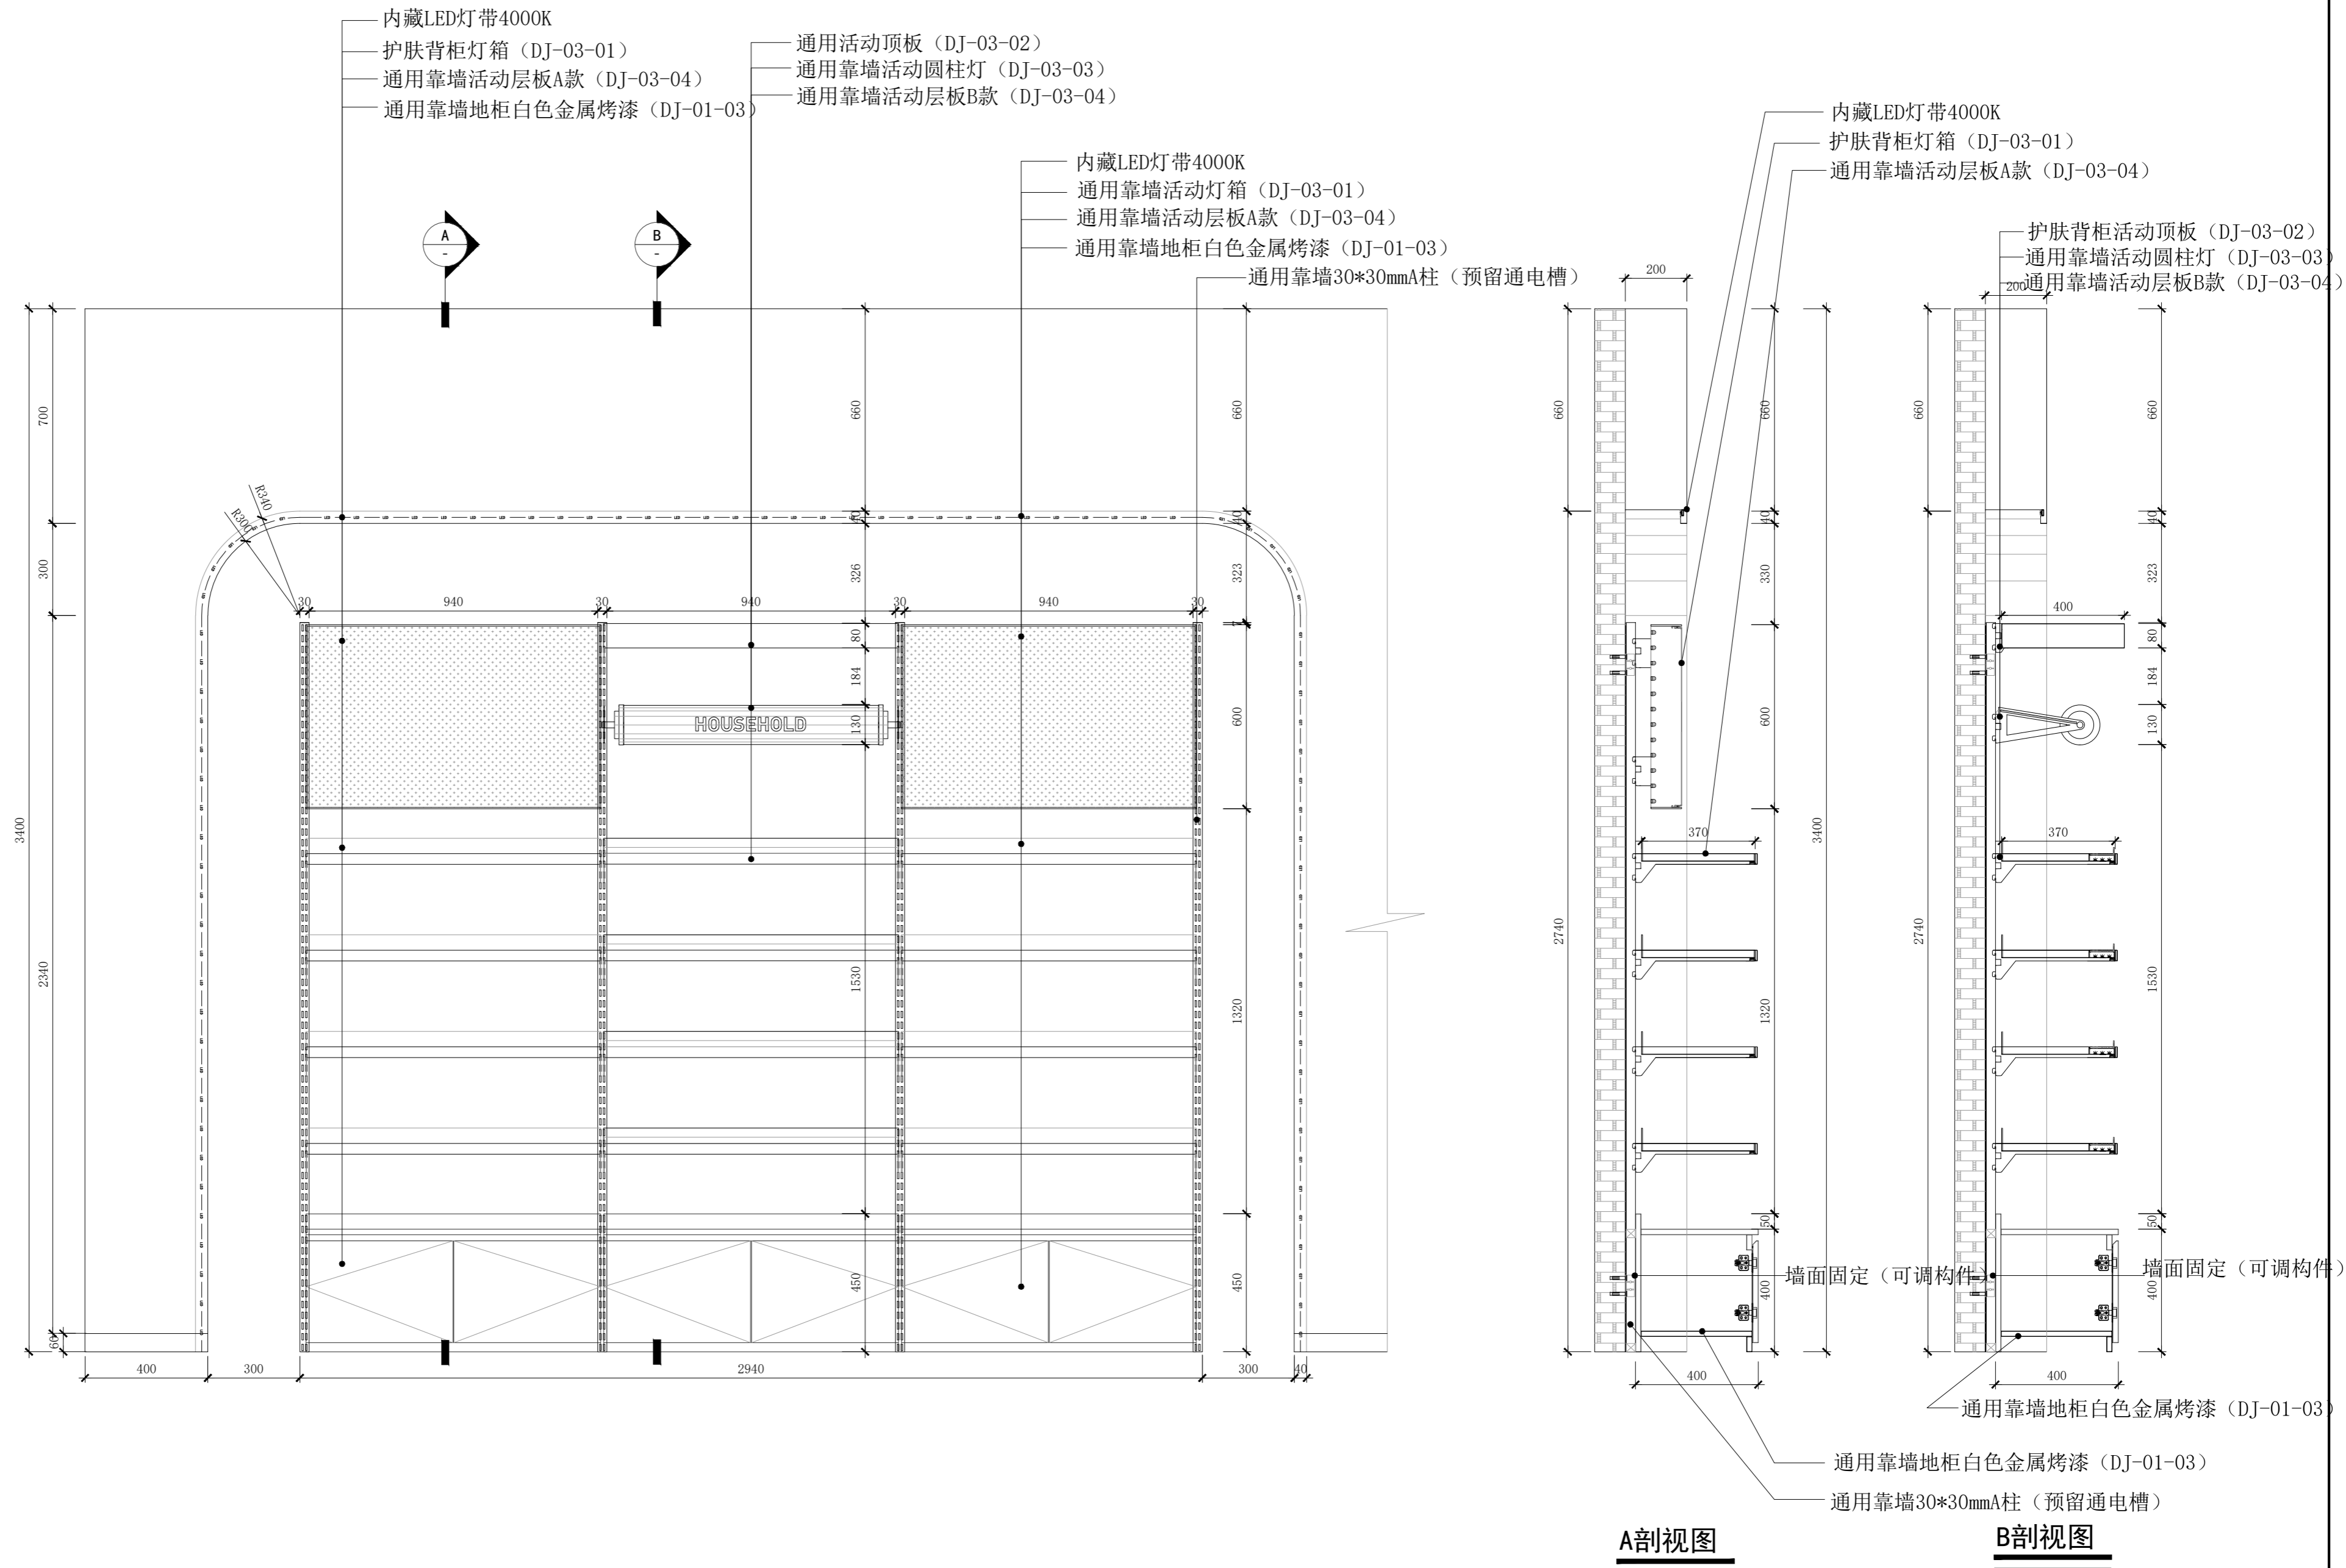 内藏LED灯带4000K
护肤背柜灯箱（DJ-03-01）
通用靠墙活动层板A款（DJ-03-04）
通用靠墙地柜白色金属烤漆（DJ-01-03）
通用活动顶板（DJ-03-02）
通用靠墙活动圆柱灯（DJ-03-03）
通用靠墙活动层板B款（DJ-03-04）
内藏LED灯带4000K
通用靠墙活动灯箱（DJ-03-01）
通用靠墙活动层板A款（DJ-03-04）
通用靠墙地柜白色金属烤漆（DJ-01-03）
通用靠墙30*30mmA柱（预留通电槽）
A
-
B
-
3400
700
300
2340
60
R340
R300
30
940
30
940
30
940
30
660
40
326
80
184
130
1530
450
660
40
323
600
1320
450
HOUSEHOLD
400
300
2940
300
40
内藏LED灯带4000K
护肤背柜灯箱（DJ-03-01）
通用靠墙活动层板A款（DJ-03-04）
200
660
2740
660
40
330
600
1320
50
400
3400
370
墙面固定（可调构件）
400
通用靠墙地柜白色金属烤漆（DJ-01-03）
通用靠墙30*30mmA柱（预留通电槽）
A剖视图
护肤背柜活动顶板（DJ-03-02）
通用靠墙活动圆柱灯（DJ-03-03）
通用靠墙活动层板B款（DJ-03-04）
200
660
2740
660
40
323
400
80
184
130
370
1530
50
400
墙面固定（可调构件）
400
通用靠墙地柜白色金属烤漆（DJ-01-03）
B剖视图